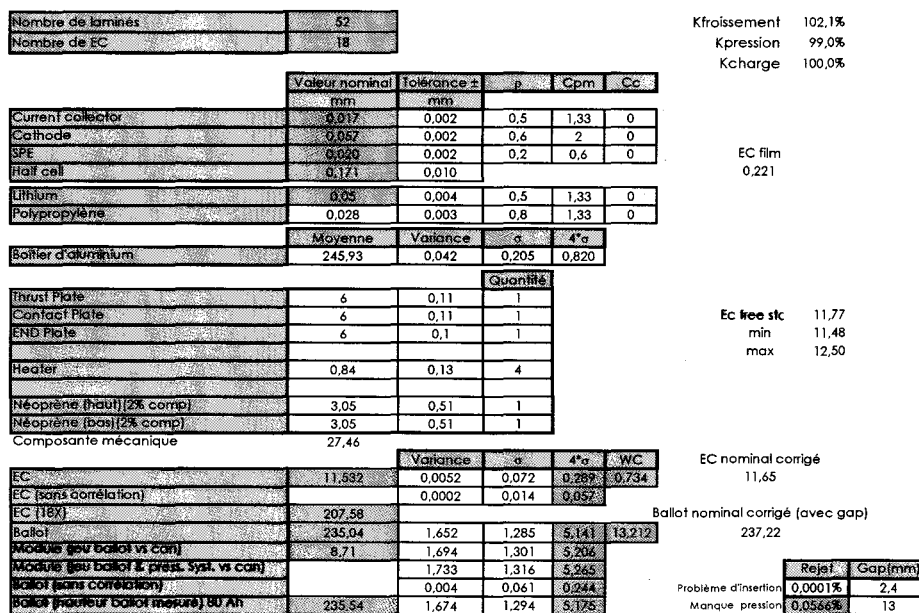 Nombre de laminés 52
Nombre de EC 18
Kfroissement 102,1%
Kpression 99,0%
Kcharge 100,0%
Valeur nominal Tolérance ± ρ Cpm Cc
mm mm
Current collector 0,017 0,002 0,5 1,33 0
Cathode 0,057 0,002 0,6 2 0
SPE 0,020 0,002 0,2 0,6 0
Half cell 0,171 0,010
EC film
0,221
Lithium 0,05 0,004 0,5 1,33 0
Polypropylène 0,028 0,003 0,8 1,33 0
Moyenne Variance σ 4*σ
Boîtier d'aluminium 245,93 0,042 0,205 0,820
Quantité
Thrust Plate 6 0,11 1
Contact Plate 6 0,11 1
END Plate 6 0,1 1
Ec free stc 11,77
min 11,48
max 12,50
Heater 0,84 0,13 4
Néoprène (haut)(2% comp) 3,05 0,51 1
Néoprène (bas)(2% comp) 3,05 0,51 1
Composante mécanique 27,46
Variance σ 4*σ WC
EC 11,532 0,0052 0,072 0,289 0,734
EC (sans corrélation) 0,0002 0,014 0,057
EC (18X) 207,58
Ballot 235,04 1,652 1,285 5,141 13,212
Module (jeu ballot vs can) 8,71 1,694 1,301 5,206
Module (jeu ballot & press. Syst. vs can) 1,733 1,316 5,265
Ballot (sans corrélation) 0,004 0,061 0,244
Ballot (hauteur ballot mesuré) 80 Ah 235,54 1,674 1,294 5,175
EC nominal corrigé
11,65
Ballot nominal corrigé (avec gap)
237,22
Rejet Gap(mm)
Problème d'insertion 0,0001% 2,4
Manque pression 0,0566% 13